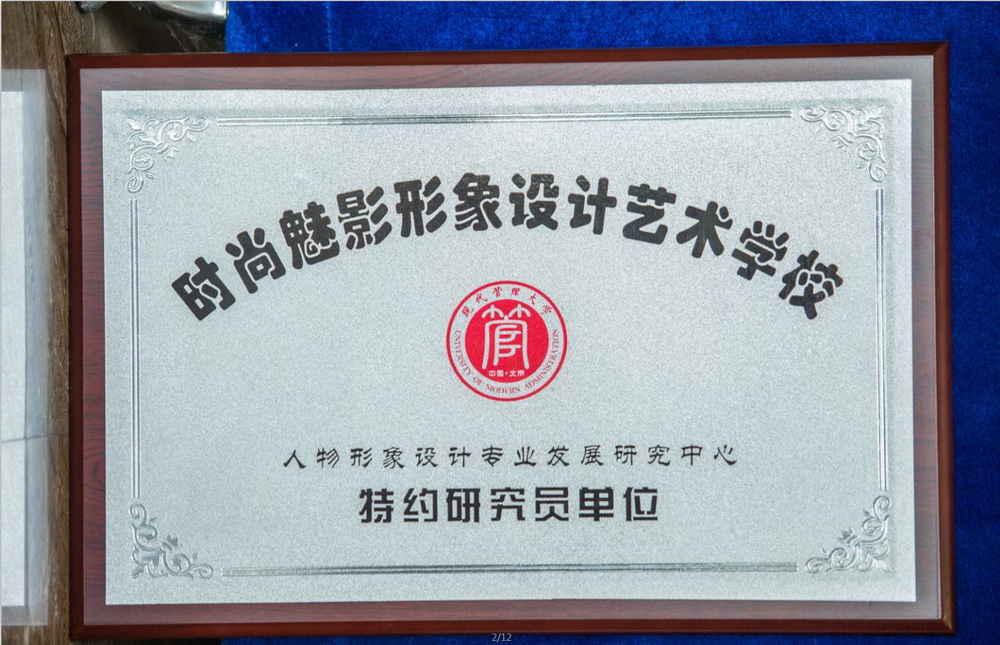 时尚魅影形象设计艺术学校
现代管理大学
管
中国·北京
UNIVERSITY OF MODERN ADMINISTRATION
人物形象设计专业发展研究中心
特约研究员单位
2/12